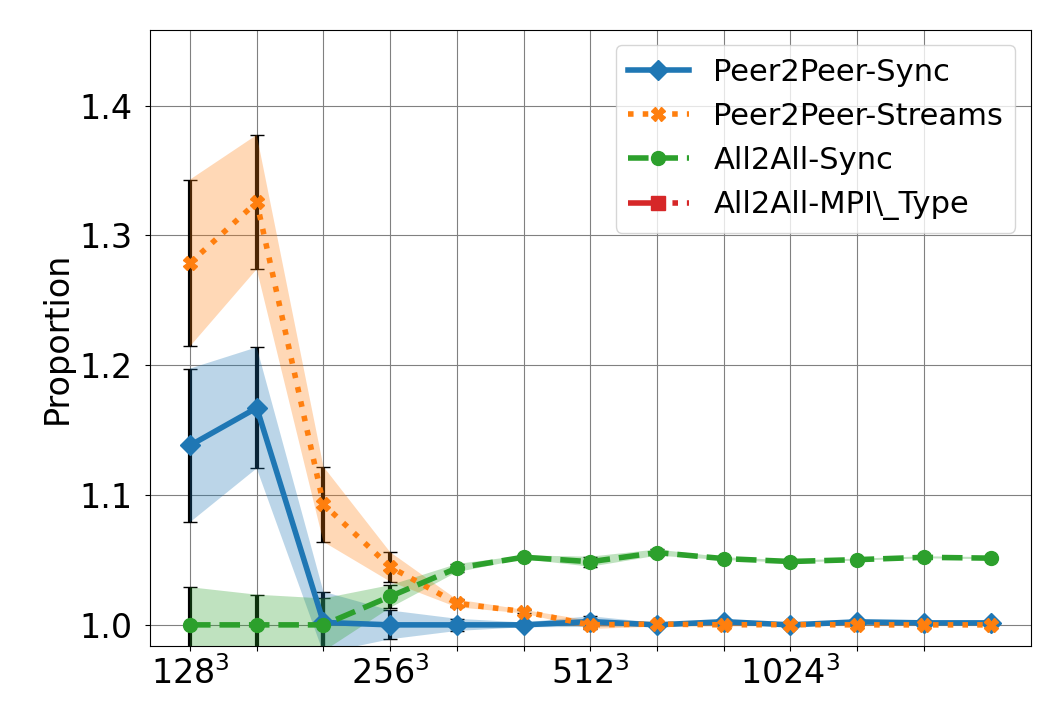 Peer2Peer-Sync
Peer2Peer-Streams
All2All-Sync
All2All-MPI\_Type
Proportion
1.4
1.3
1.2
1.1
1.0
128³ 256³ 512³ 1024³